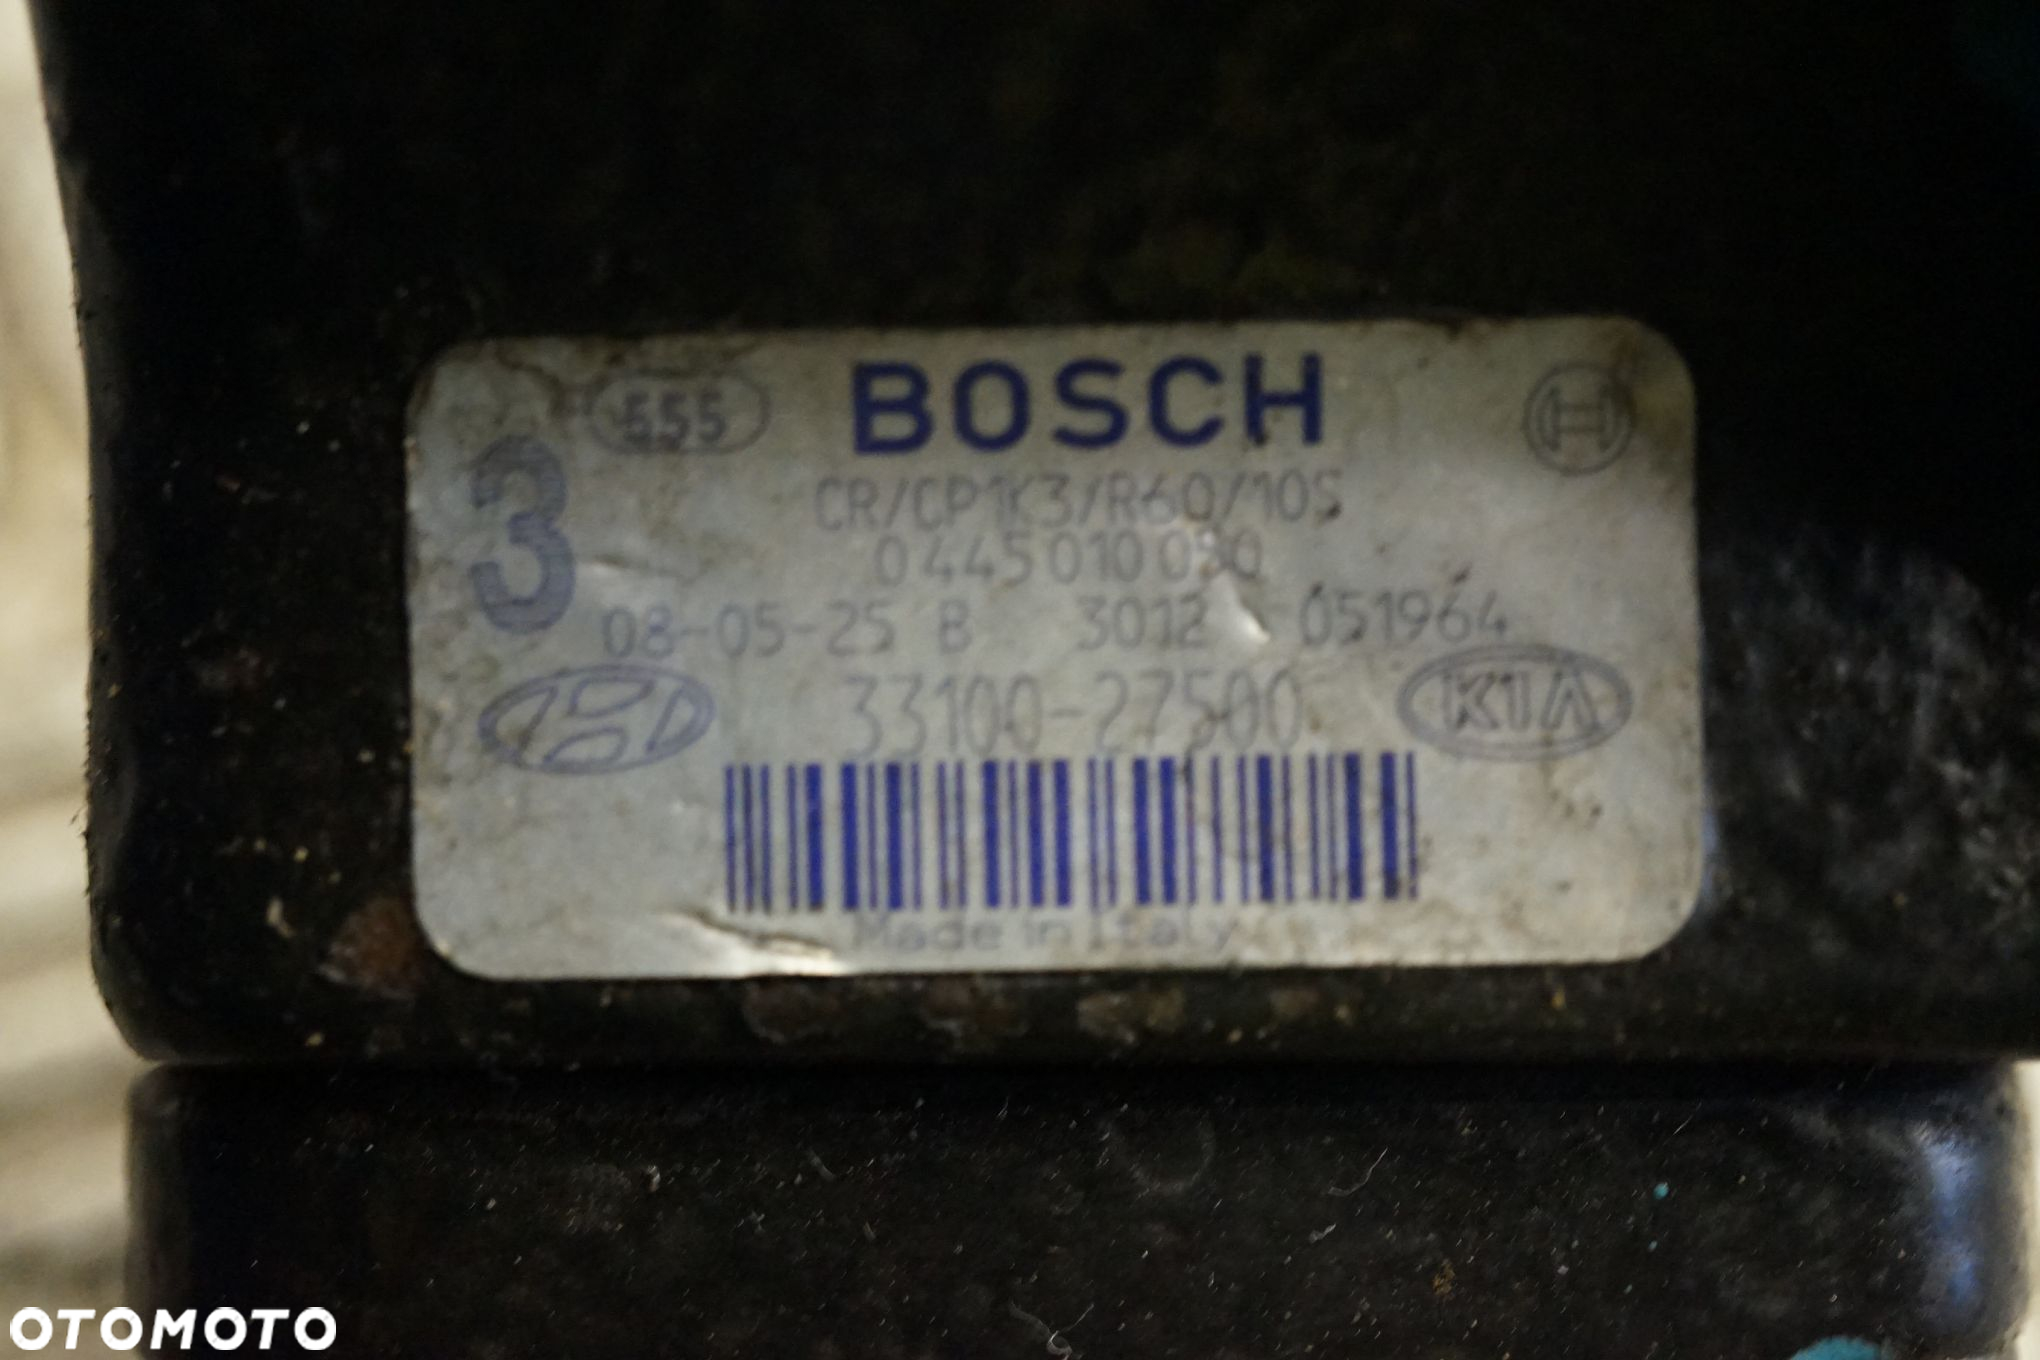 555 BOSCH
CR/CP1K3/R60/10S
3
08-05-25 B 3012 051964
33100-27500
KIA
Made in Italy
OTOMOTO